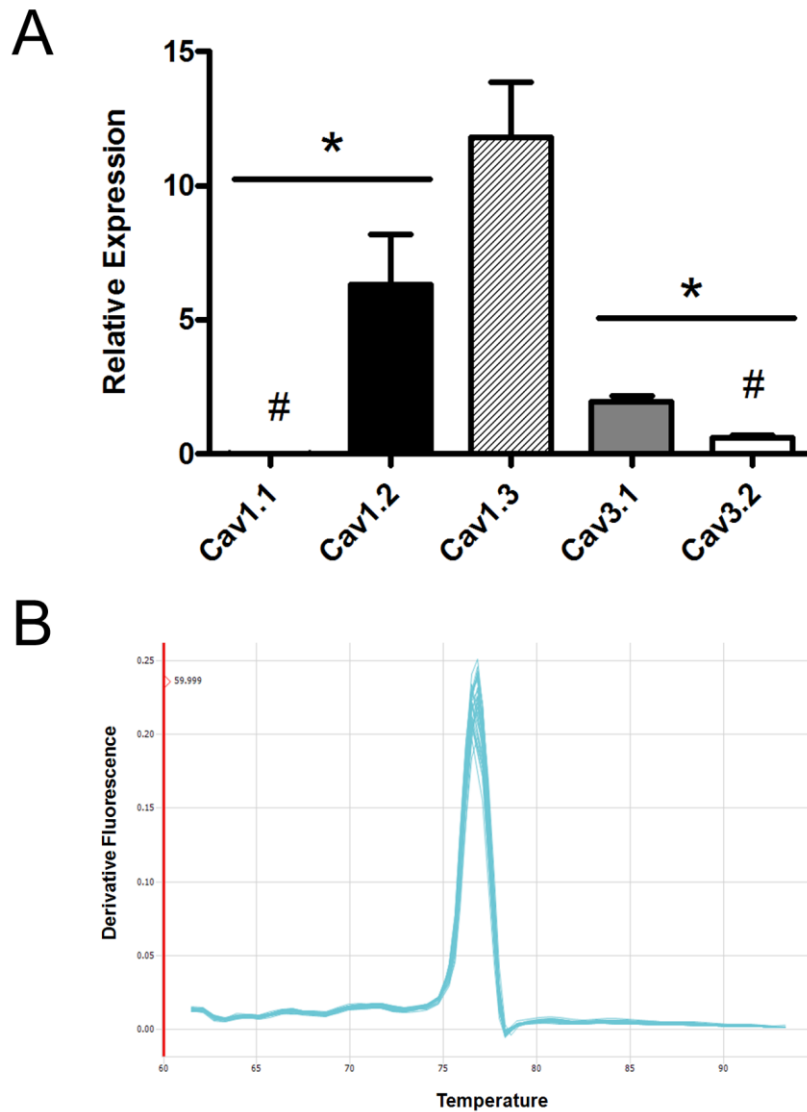 A
Relative Expression
15
10
5
0
*
*
#
#
Cav1.1
Cav1.2
Cav1.3
Cav3.1
Cav3.2
B
Derivative Fluorescence
0.25
0.20
0.15
0.10
0.05
0.00
59.999
60
65
70
75
80
85
90
Temperature